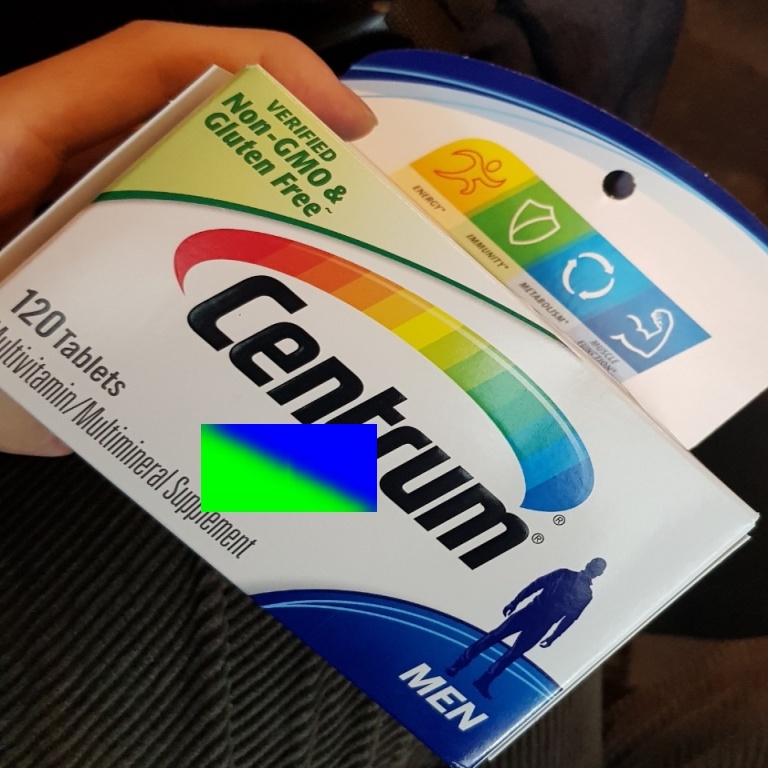 VERIFIED
Non-GMO &
Gluten Free~
ENERGY*
IMMUNITY*
METABOLISM*
MUSCLE
FUNCTION*
Centrum®
®
120 Tablets
Multivitamin/Multimineral Supplement
MEN